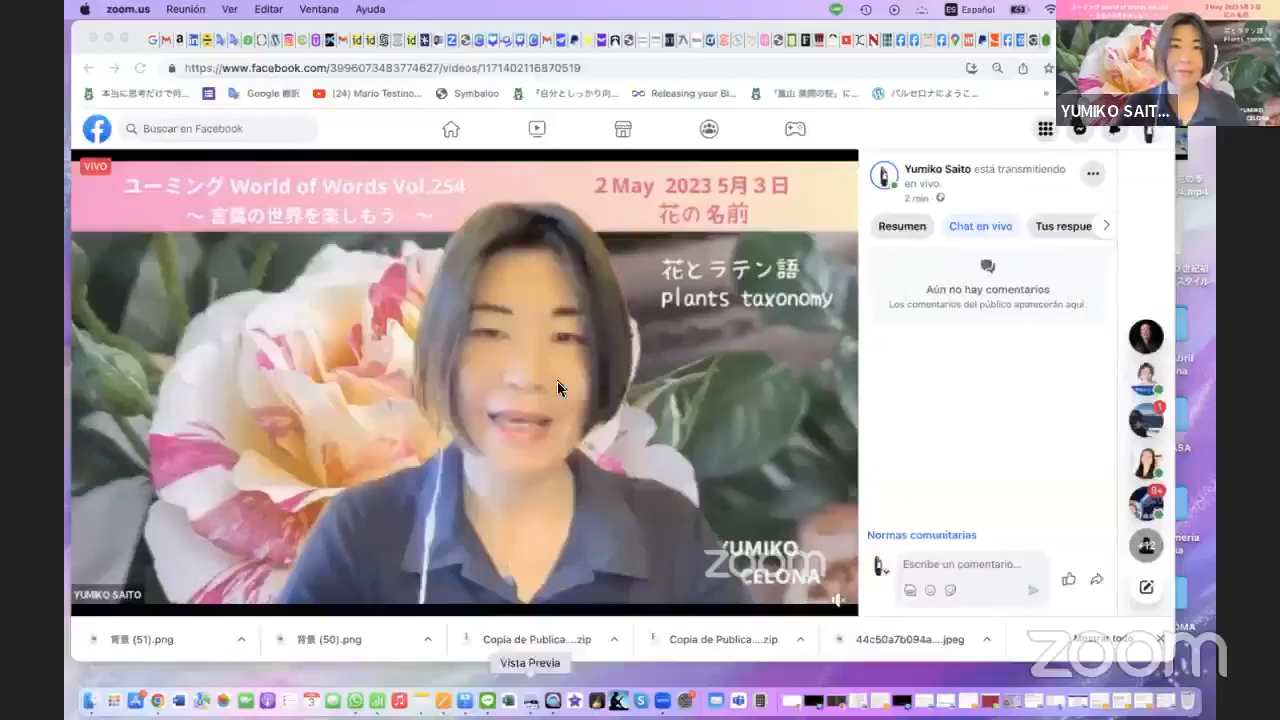 zoom.us Reunión Ver Editar Ventana Ayuda
Español
https://www.facebook.com/3996073483774627/videos/1171402116870519
本当に思考だけで何...
Google 翻訳
(24) Mario Testino...
Symbaloo
『自分としっかり向...
Releasing your Bi...
バルセロナにようこ...
Buscar en Facebook
YUMIKO SAIT...
VIVO
ユーミング World of Words Vol.254
2 May 2023 5月3日
〜 言葉の世界を楽しもう 〜
花の名前
花とラテン語
plants taxonomy
YUMIKO
CELONA
zoom
YUMIKO SAITO
Yumiko Saito está transmitiendo
en vivo.
2 min
Resumen
Chat en vivo
Tus respue
Aún no hay comentarios
Los comentarios del público aparecerán aquí.
1
9+
+12
Normas comunitarias
Escribe un comentario...
背景 (51).png
背景 (50).png
Copia de Publica....zip
Copia de Publica....zip
44c50a7b094a....jpeg
Mostrar todo
Vista Previa
zoom